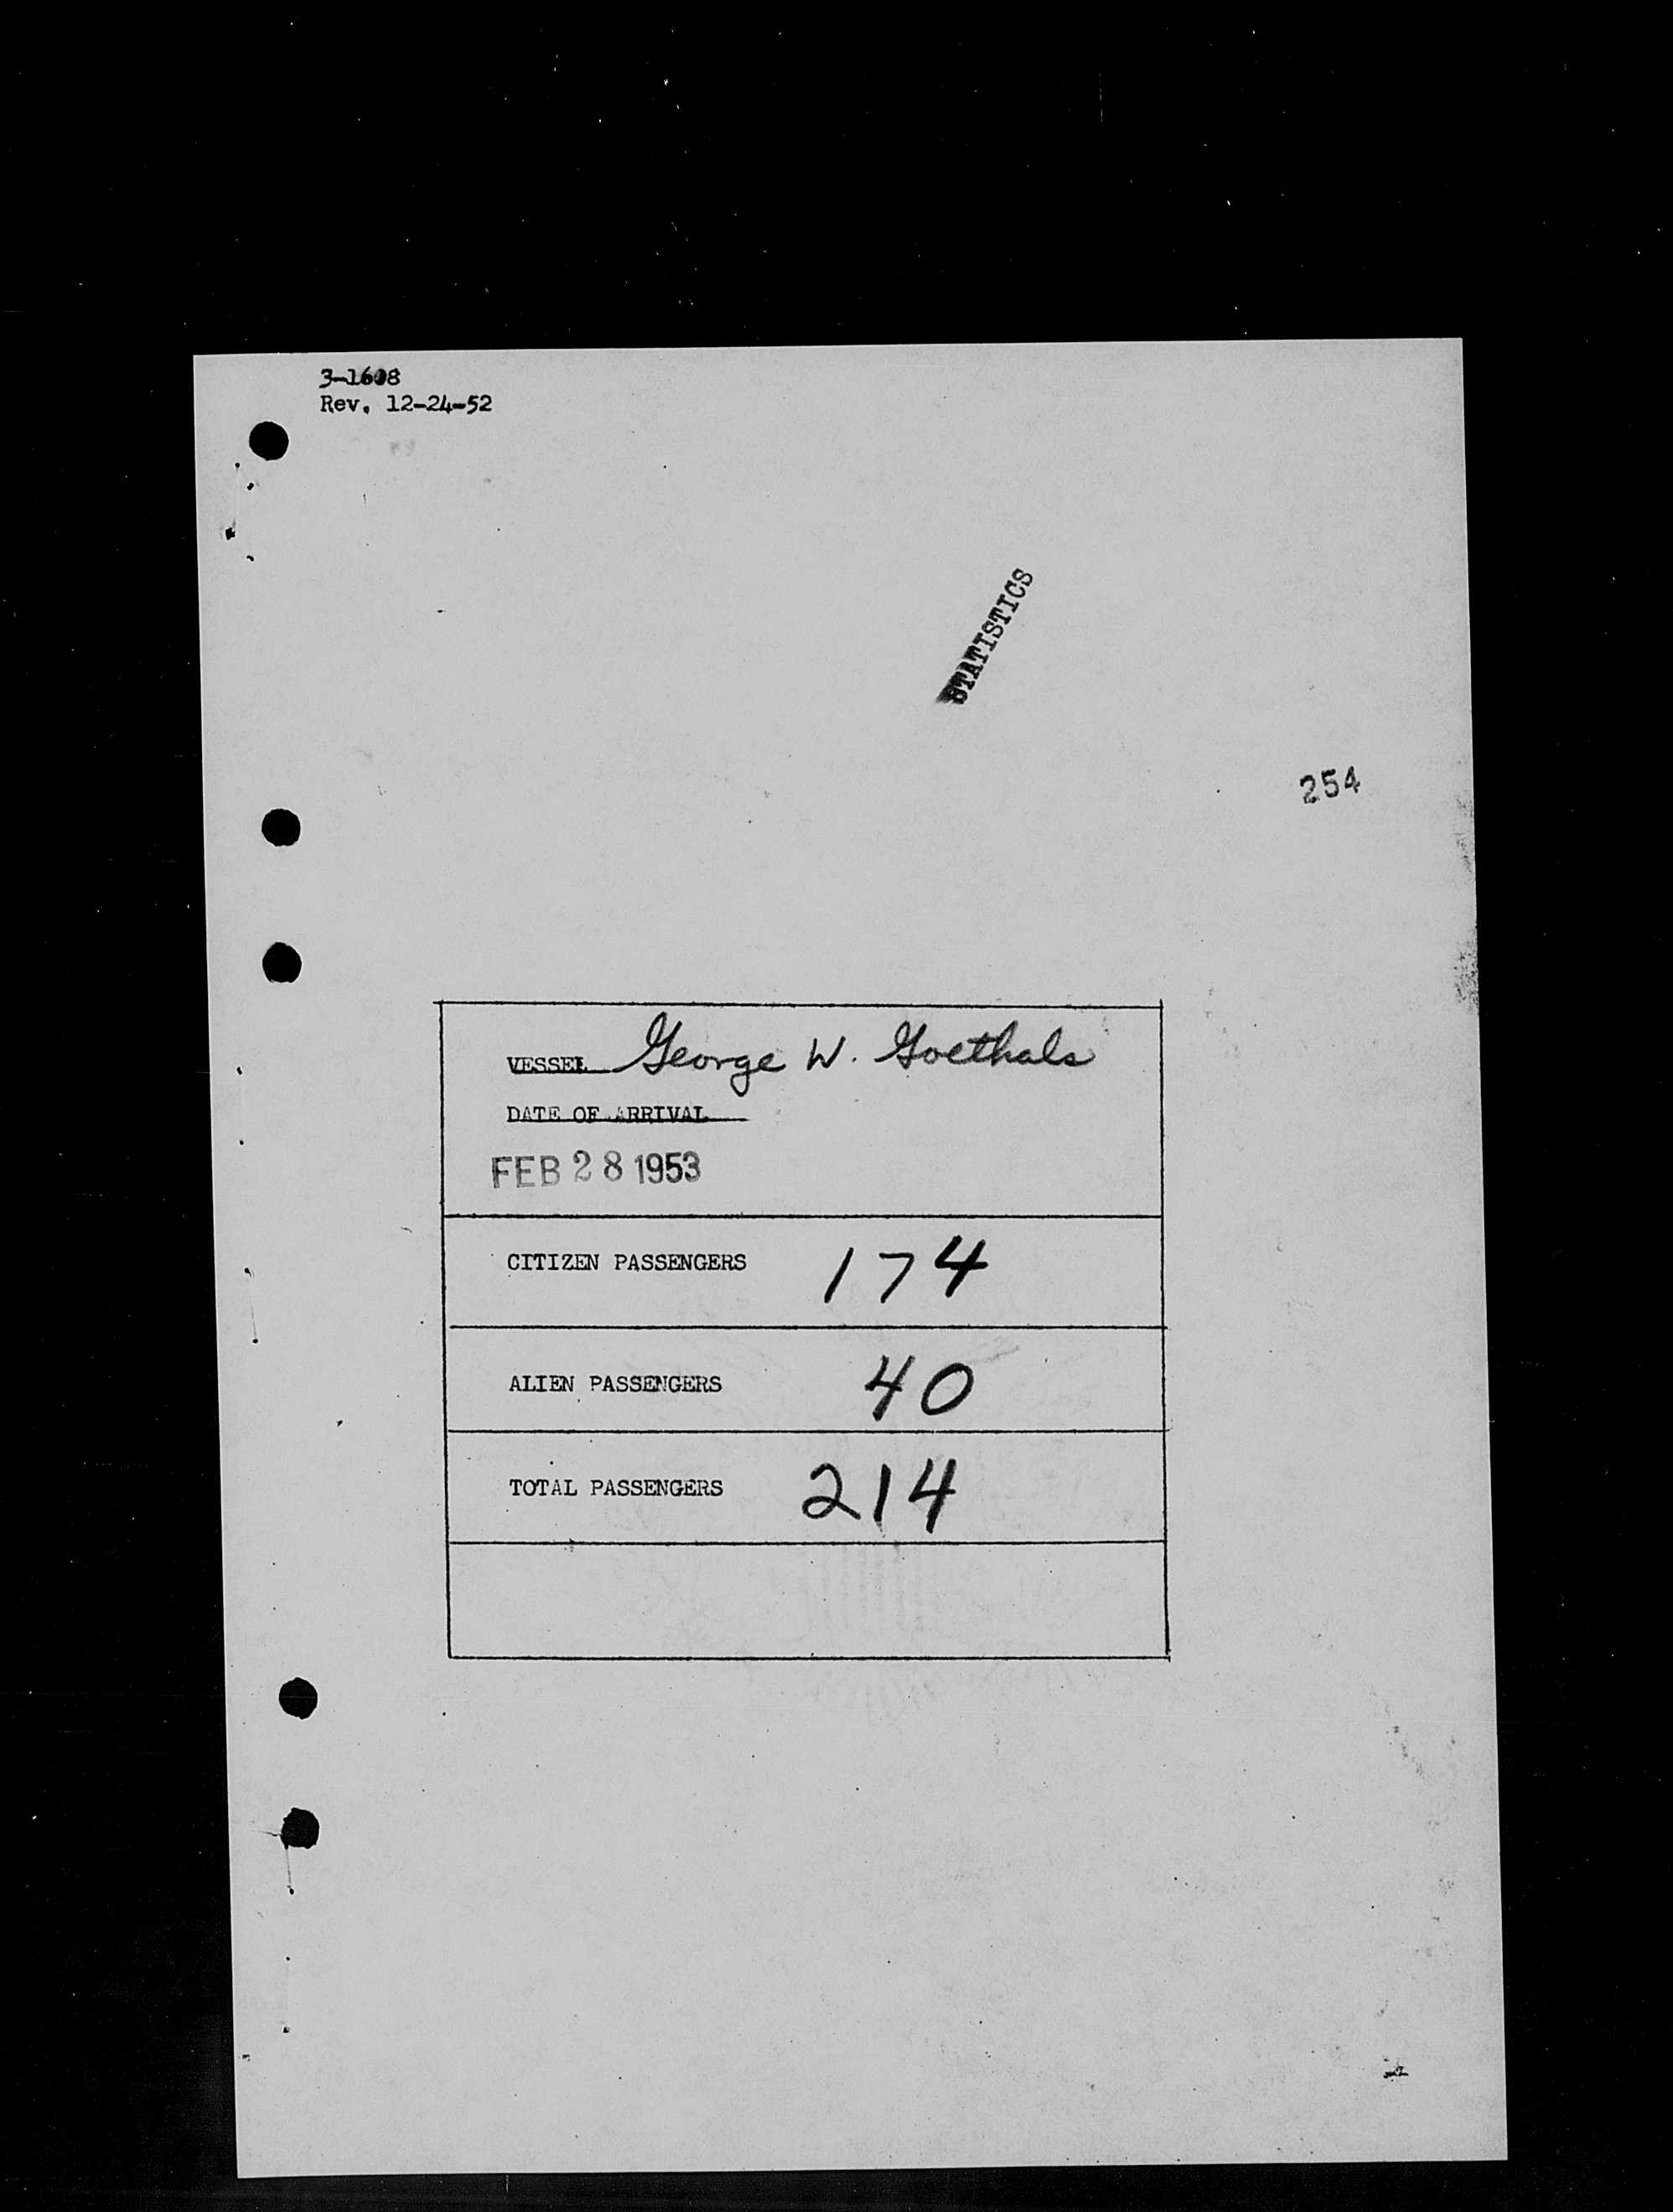 3-1608
Rev. 12-24-52
STATISTICS
254
VESSEL George W. Goethals
DATE OF ARRIVAL
FEB 28 1953
CITIZEN PASSENGERS 174
ALIEN PASSENGERS 40
TOTAL PASSENGERS 214